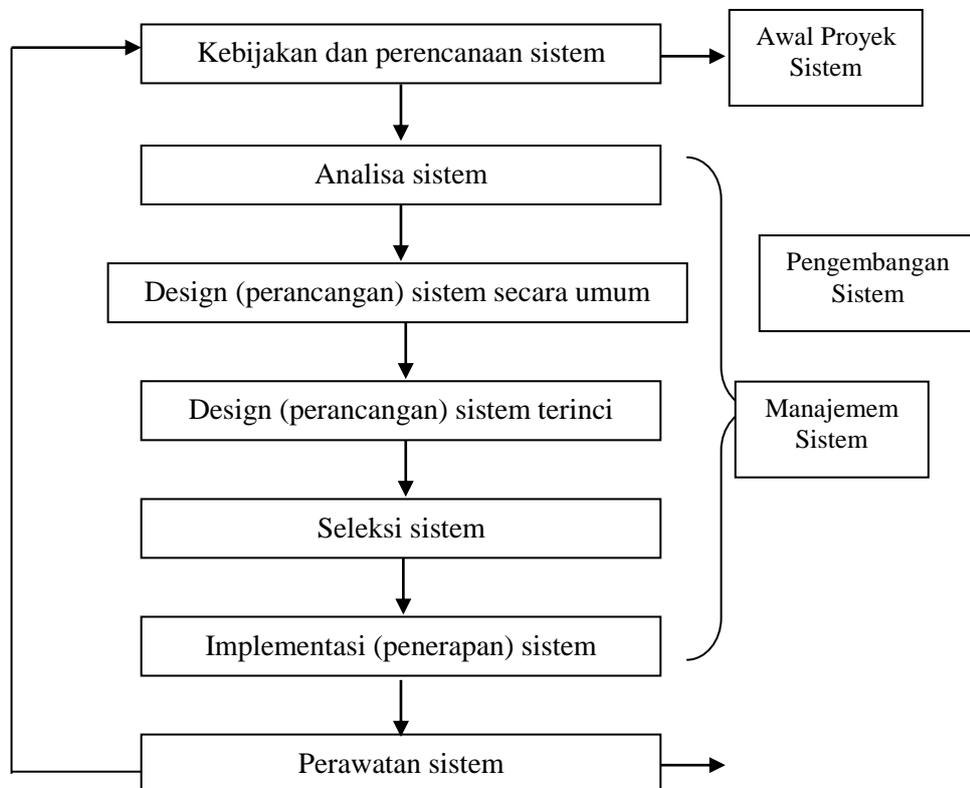 Kebijakan dan perencanaan sistem
Awal Proyek
Sistem
Analisa sistem
Design (perancangan) sistem secara umum
Pengembangan
Sistem
Design (perancangan) sistem terinci
Manajemem
Sistem
Seleksi sistem
Implementasi (penerapan) sistem
Perawatan sistem